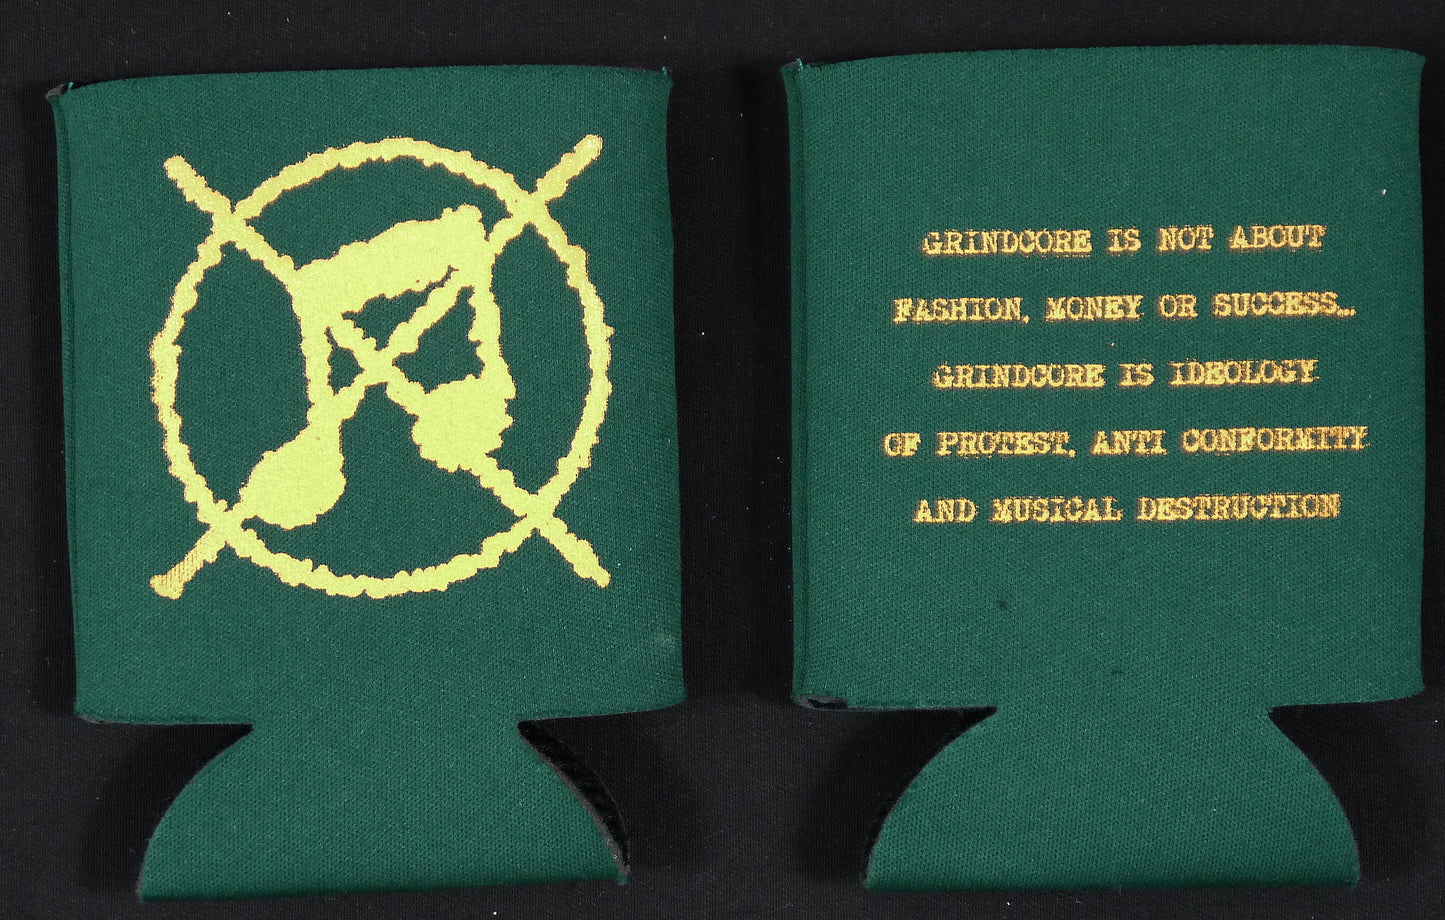 GRINDCORE IS NOT ABOUT
FASHION, MONEY OR SUCCESS...
GRINDCORE IS IDEOLOGY
OF PROTEST, ANTI CONFORMITY
AND MUSICAL DESTRUCTION